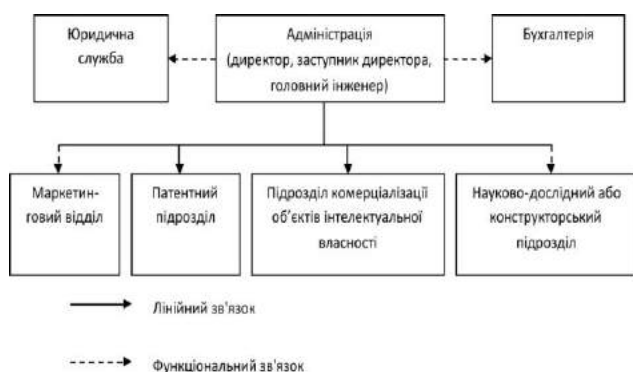 Юридична
служба
Адміністрація
(директор, заступник директора,
головний інженер)
Бухгалтерія
Маркетин-
говий відділ
Патентний
підрозділ
Підрозділ комерціалізації
об'єктів інтелектуальної
власності
Науково-дослідний або
конструкторський
підрозділ
Лінійний зв'язок
Функціональний зв'язок